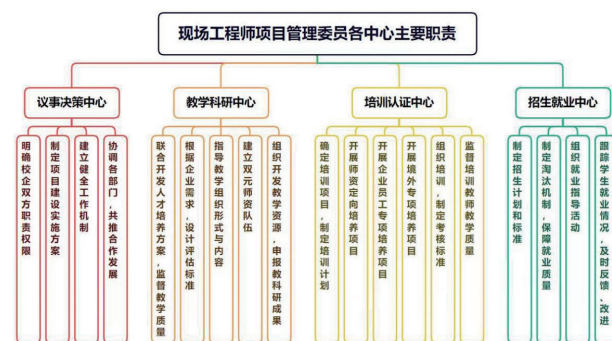 现场工程师项目管理委员各中心主要职责
议事决策中心
明确校企双方职责权限
制定项目建设实施方案
建立健全工作机制
协调各部门，共推合作发展
教学科研中心
联合开发人才培养方案，监督教学质量
根据企业需求，设计评估标准
指导教学组织形式与内容
建立双元师资队伍
组织开发教学资源，申报教科研成果
培训认证中心
确定培训项目，制定培训计划
开展师资定向培养项目
开展企业员工专项培养项目
开展境外专项培养项目
组织培训，制定考核标准
监督培训教师教学质量
招生就业中心
制定招生计划和标准
制定淘汰机制，保障就业质量
组织就业指导活动
跟踪学生就业情况，及时反馈、改进